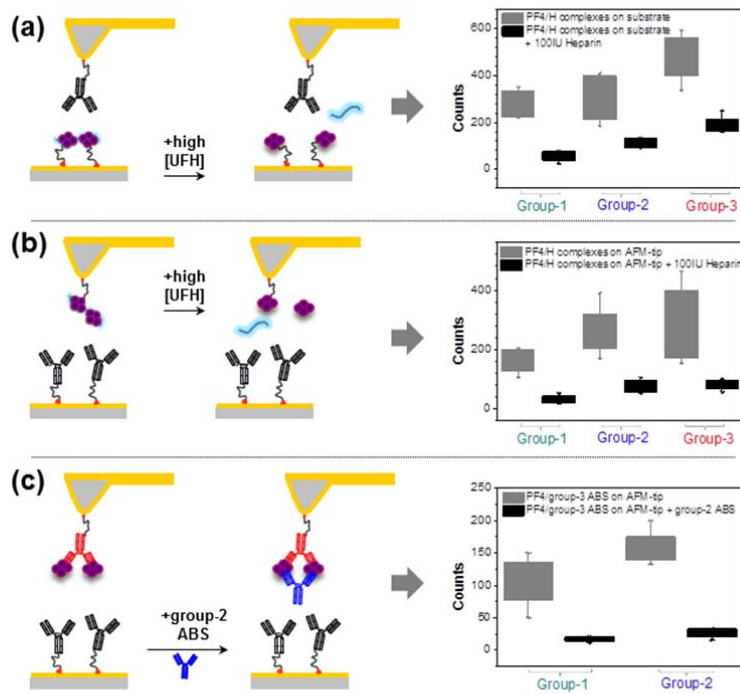 (a)
+high
[UFH]
PF4/H complexes on substrate
PF4/H complexes on substrate
+ 100IU Heparin
Counts
600
400
200
0
Group-1
Group-2
Group-3
(b)
+high
[UFH]
PF4/H complexes on AFM-tip
PF4/H complexes on AFM-tip + 100IU Heparin
Counts
400
200
0
Group-1
Group-2
Group-3
(c)
+group-2
ABS
PF4/group-3 ABS on AFM-tip
PF4/group-3 ABS on AFM-tip + group-2 ABS
Counts
250
200
150
100
50
0
Group-1
Group-2